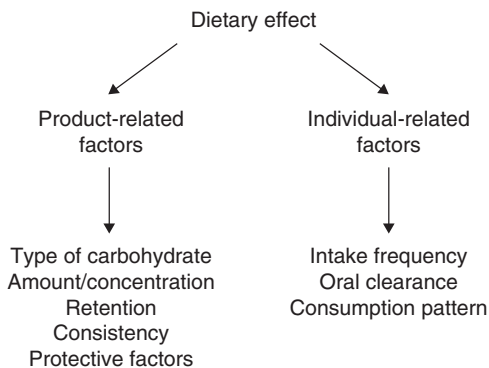 Dietary effect
Product-related
factors
Individual-related
factors
Type of carbohydrate
Amount/concentration
Retention
Consistency
Protective factors
Intake frequency
Oral clearance
Consumption pattern